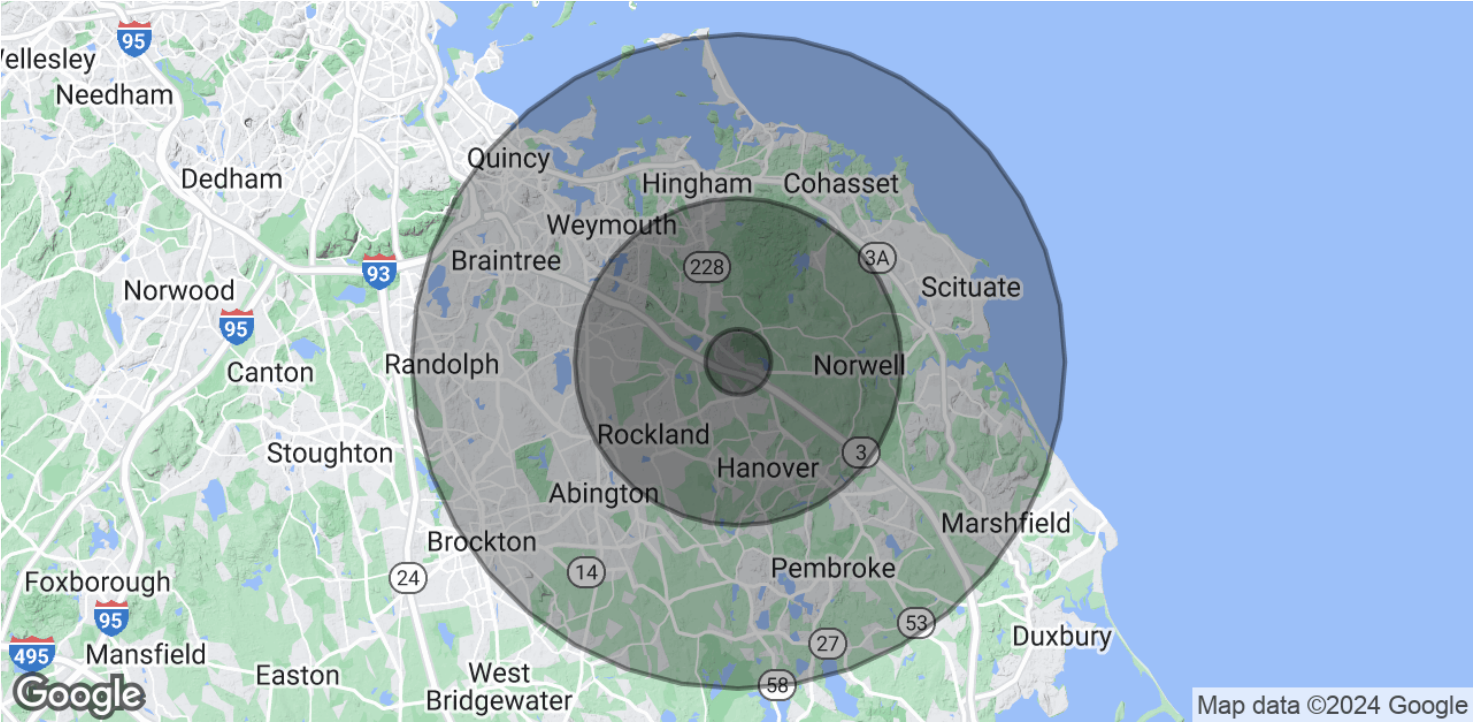 95
Wellesley
Needham
Quincy
Dedham
Hingham
Cohasset
Weymouth
Braintree
3A
228
93
Norwood
Scituate
95
Randolph
Norwell
Canton
Rockland
Stoughton
3
Hanover
Abington
Marshfield
Brockton
Pembroke
14
24
Foxborough
95
53
Duxbury
27
495
Mansfield
Easton
West
Bridgewater
58
Google
Map data ©2024 Google